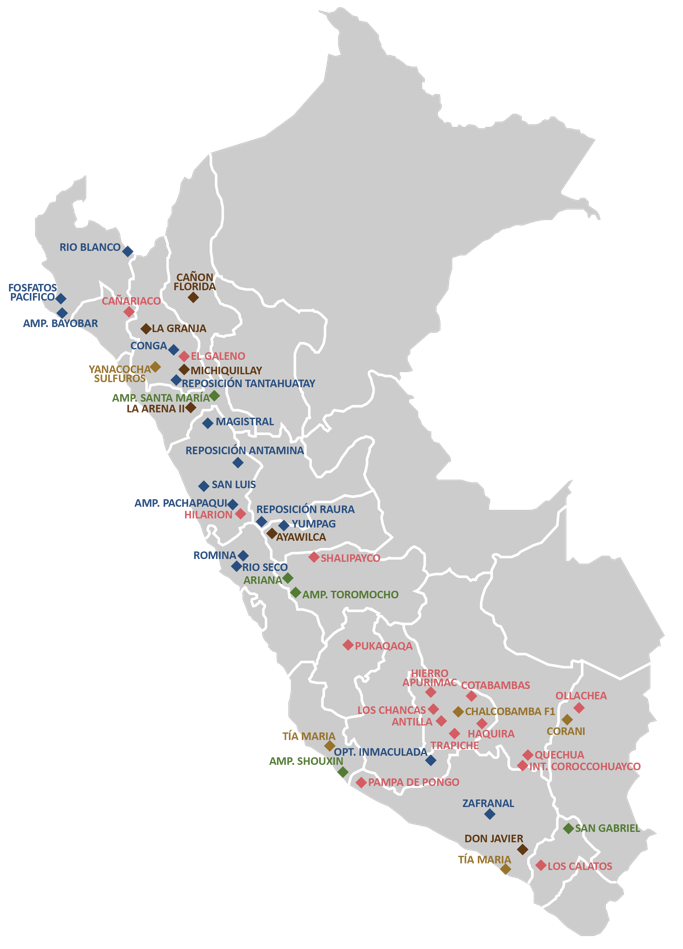 RIO BLANCO
CAÑON
FLORIDA
FOSFATOS
PACIFICO
CAÑARIACO
AMP. BAYOBAR
LA GRANJA
CONGA
EL GALENO
YANACOCHA
SULFUROS
MICHIQUILLAY
REPOSICIÓN TANTAHUATAY
AMP. SANTA MARÍA
LA ARENA II
MAGISTRAL
REPOSICIÓN ANTAMINA
SAN LUIS
AMP. PACHAPAQUI
HILARION
REPOSICIÓN RAURA
YUMPAG
AYAWILCA
ROMINA
SHALIPAYCO
RIO SECO
ARIANA
AMP. TOROMOCHO
PUKAQAQA
HIERRO
APURIMAC
COTABAMBAS
OLLACHEA
LOS CHANCAS
CHALCOBAMBA F1
ANTILLA
CORANI
HAQUIRA
TRAPICHE
TÍA MARIA
OPT. INMACULADA
QUECHUA
AMP. SHOUXIN
INT. COROCCOHUAYCO
PAMPA DE PONGO
ZAFRANAL
SAN GABRIEL
DON JAVIER
TÍA MARIA
LOS CALATOS